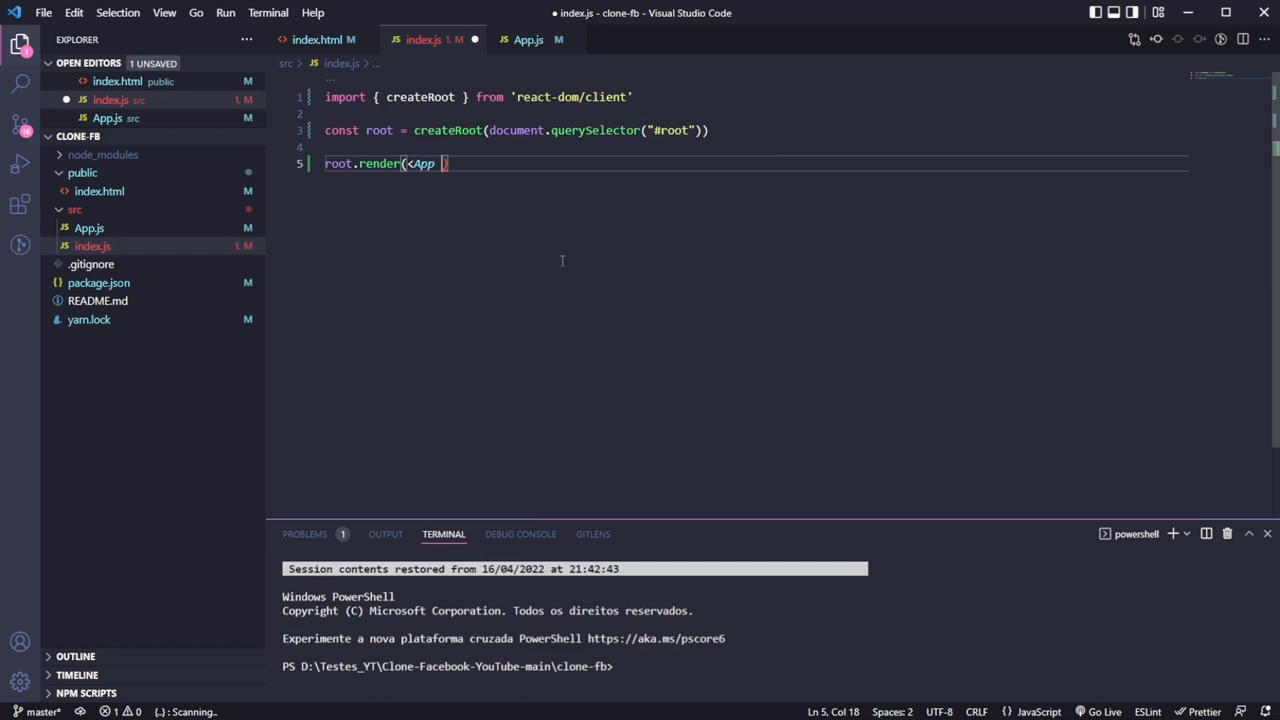 File Edit Selection View Go Run Terminal Help
● index.js - clone-fb - Visual Studio Code
EXPLORER ···
<> index.html M
JS index.js 1, M ●
JS App.js M
OPEN EDITORS 1 UNSAVED
<> index.html public M
● JS index.js src 1, M
JS App.js src M
CLONE-FB
node_modules
public
<> index.html M
src
JS App.js M
JS index.js 1, M
.gitignore
{} package.json M
README.md
yarn.lock M
OUTLINE
TIMELINE
NPM SCRIPTS
1
16
src > JS index.js > ...
1 import { createRoot } from 'react-dom/client'
2
3 const root = createRoot(document.querySelector("#root"))
4
5 root.render(<App )
PROBLEMS 1 OUTPUT TERMINAL DEBUG CONSOLE GITLENS
powershell
Session contents restored from 16/04/2022 at 21:42:43
Windows PowerShell
Copyright (C) Microsoft Corporation. Todos os direitos reservados.
Experimente a nova plataforma cruzada PowerShell https://aka.ms/pscore6
PS D:\Testes_YT\Clone-Facebook-YouTube-main\clone-fb>
master* 1 0 {..} : Scanning..
Ln 5, Col 18 Spaces: 2 UTF-8 CRLF {} JavaScript Go Live ESLint Prettier